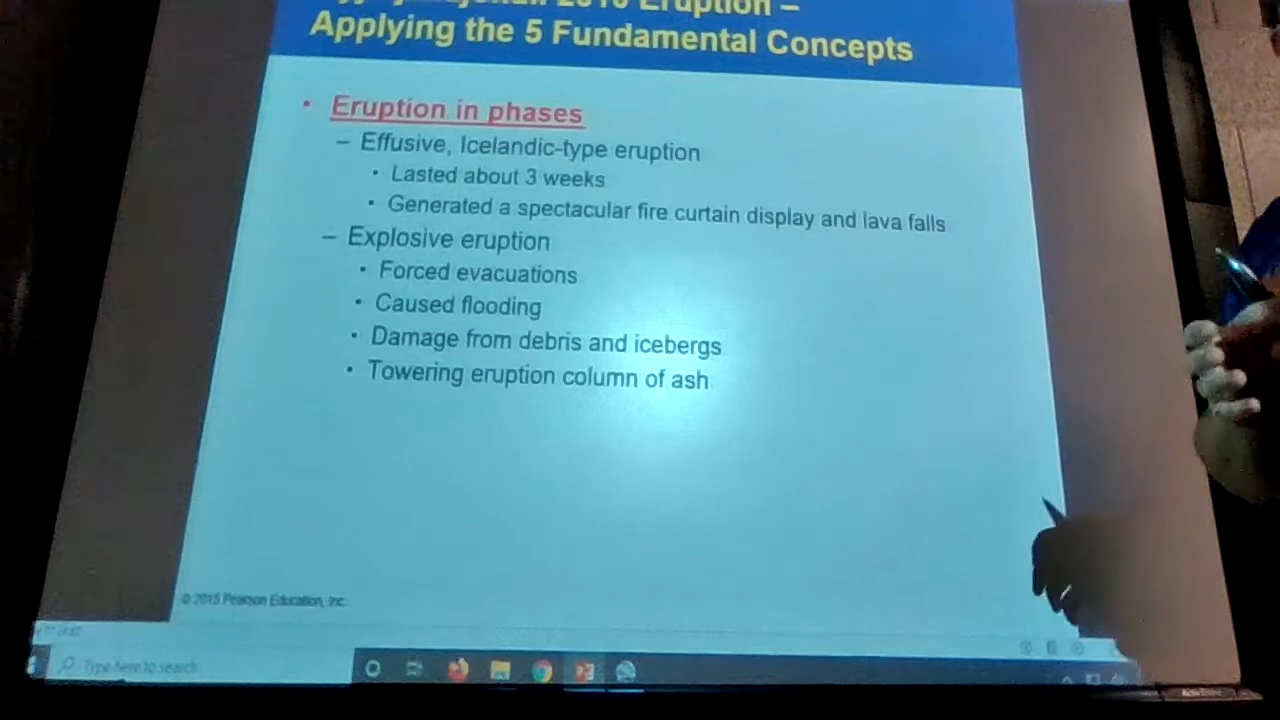 2010 Eruption –
Applying the 5 Fundamental Concepts
• Eruption in phases
– Effusive, Icelandic-type eruption
• Lasted about 3 weeks
• Generated a spectacular fire curtain display and lava falls
– Explosive eruption
• Forced evacuations
• Caused flooding
• Damage from debris and icebergs
• Towering eruption column of ash
© 2015 Pearson Education, Inc.
Type here to search